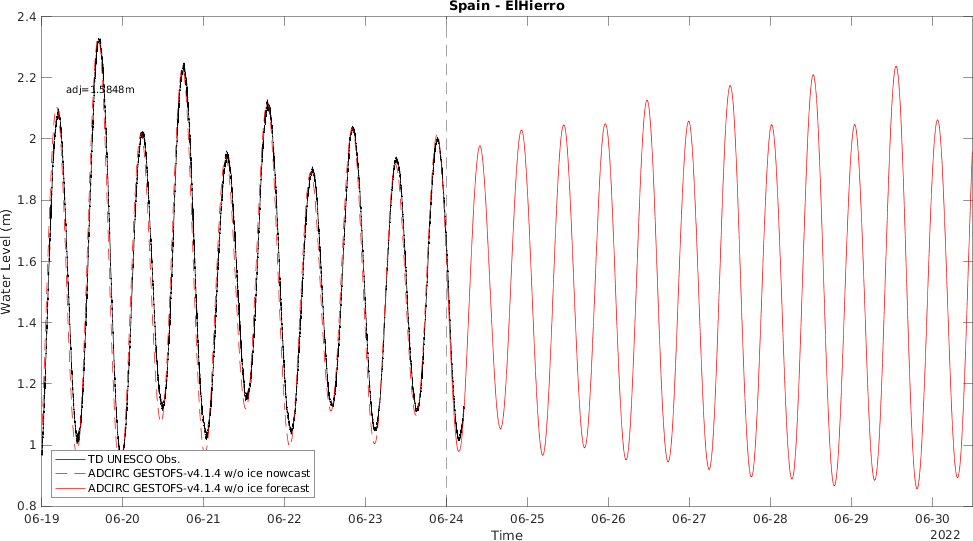 Spain - ElHierro
2.4
2.2
2
1.8
1.6
1.4
1.2
1
0.8
Water Level (m)
adj=1.5848m
TD UNESCO Obs.
ADCIRC GESTOFS-v4.1.4 w/o ice nowcast
ADCIRC GESTOFS-v4.1.4 w/o ice forecast
06-19 06-20 06-21 06-22 06-23 06-24 06-25 06-26 06-27 06-28 06-29 06-30
2022
Time